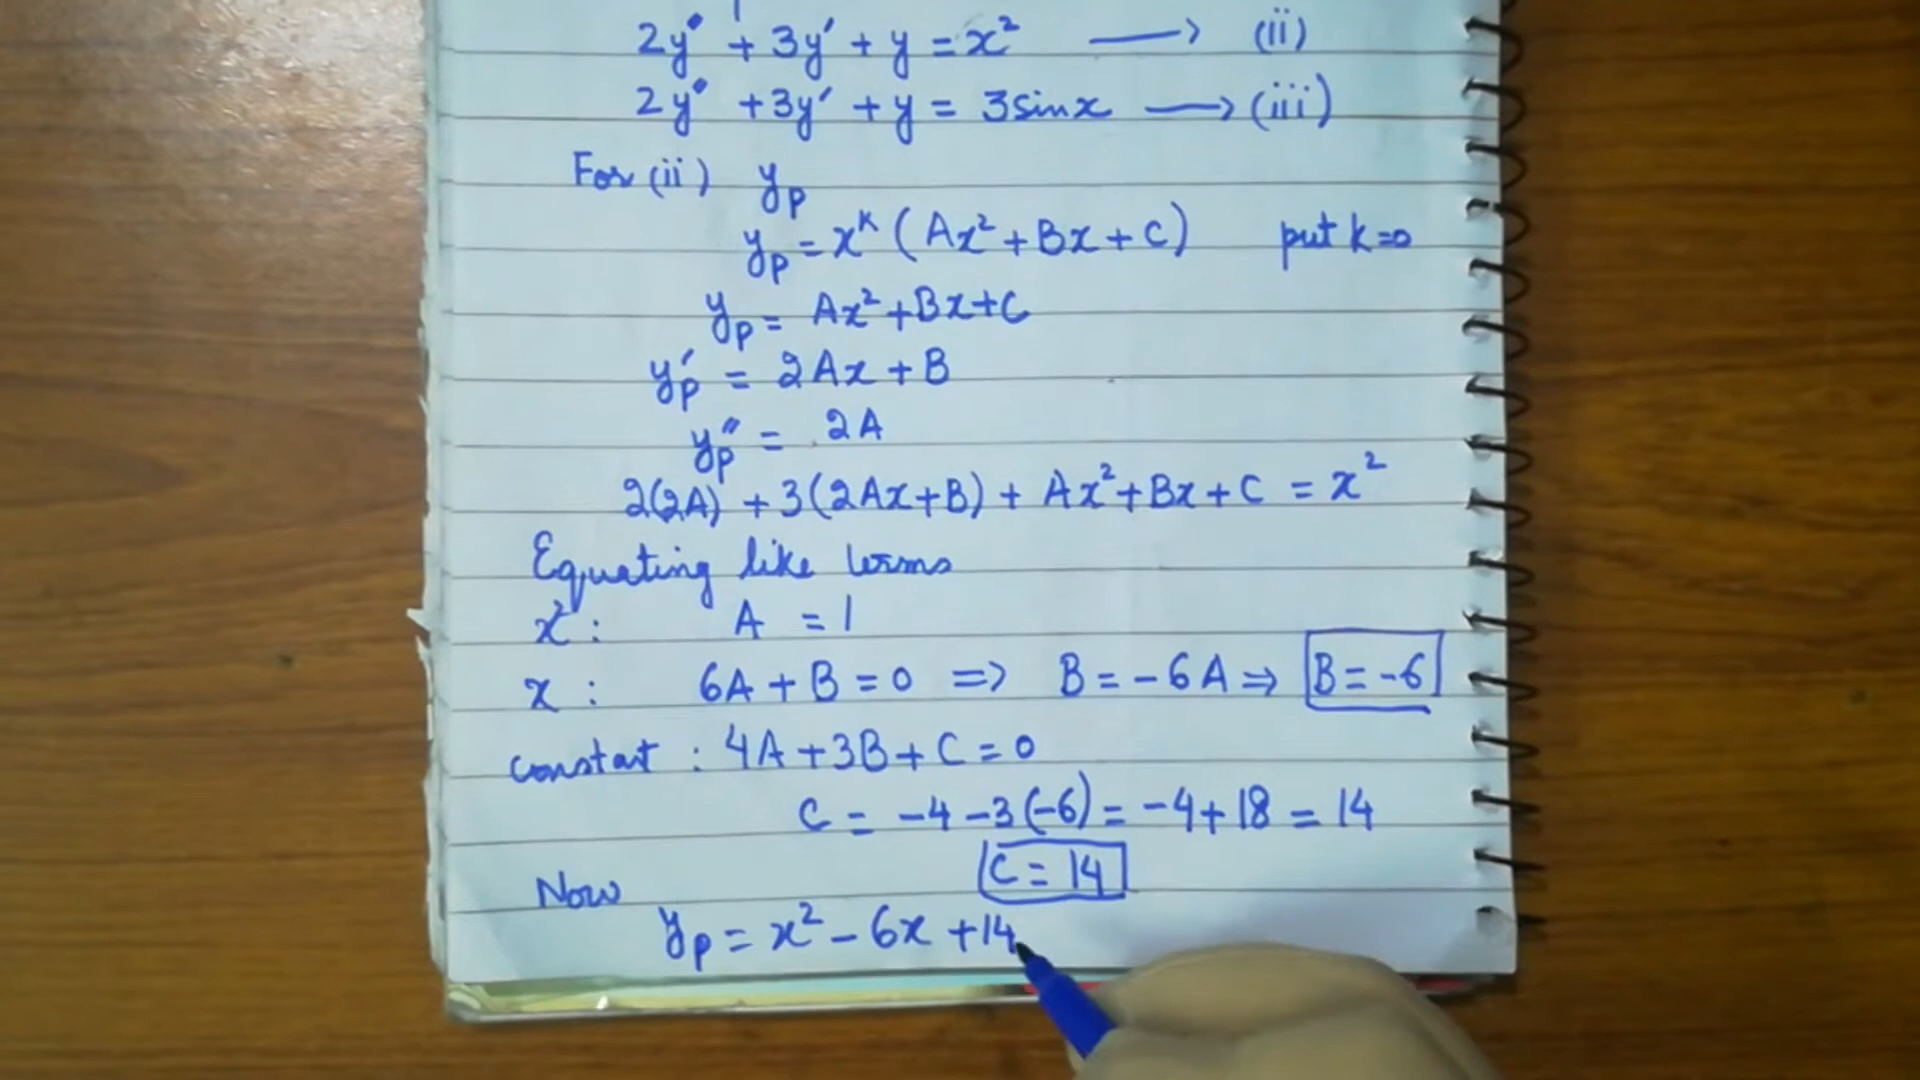 2y" + 3y' + y = x² ⟶ (ii)
2y" + 3y' + y = 3sinx ⟶ (iii)
For (ii) yₚ
yₚ = xᵏ (Ax² + Bx + C) put k=0
yₚ = Ax² + Bx + C
yₚ' = 2Ax + B
yₚ" = 2A
2(2A) + 3(2Ax+B) + Ax² + Bx + C = x²
Equating like terms
x²: A = 1
x : 6A + B = 0 => B = -6A => B = -6
constant : 4A + 3B + C = 0
C = -4 -3(-6) = -4 + 18 = 14
C = 14
Now
yₚ = x² - 6x + 14